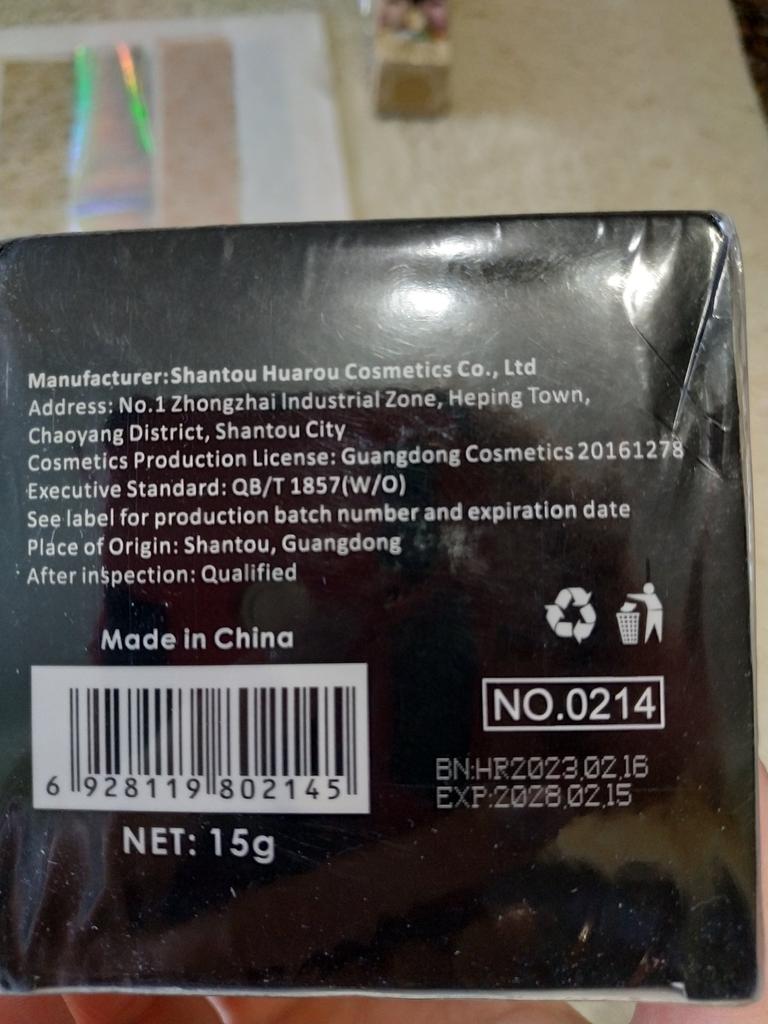 Manufacturer:Shantou Huarou Cosmetics Co., Ltd
Address: No.1 Zhongzhai Industrial Zone, Heping Town,
Chaoyang District, Shantou City
Cosmetics Production License: Guangdong Cosmetics 20161278
Executive Standard: QB/T 1857(W/O)
See label for production batch number and expiration date
Place of Origin: Shantou, Guangdong
After inspection: Qualified
Made in China
NO.0214
6 928119 802145
BN:HR2023.02.16
EXP:2028.02.15
NET: 15g